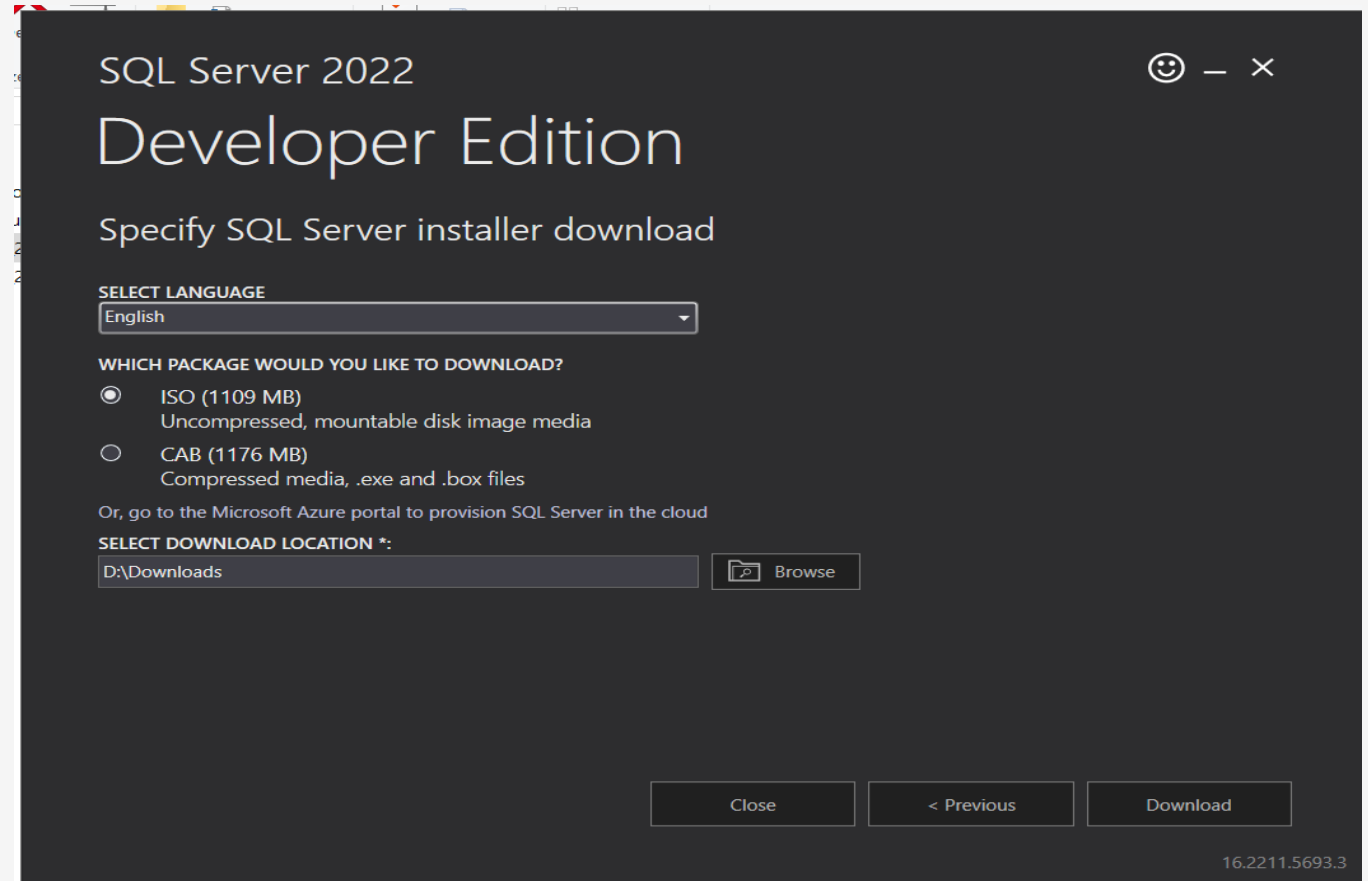 SQL Server 2022
Developer Edition
Specify SQL Server installer download
SELECT LANGUAGE
English
WHICH PACKAGE WOULD YOU LIKE TO DOWNLOAD?
ISO (1109 MB)
Uncompressed, mountable disk image media
CAB (1176 MB)
Compressed media, .exe and .box files
Or, go to the Microsoft Azure portal to provision SQL Server in the cloud
SELECT DOWNLOAD LOCATION *:
D:\Downloads
Browse
Close
< Previous
Download
16.2211.5693.3